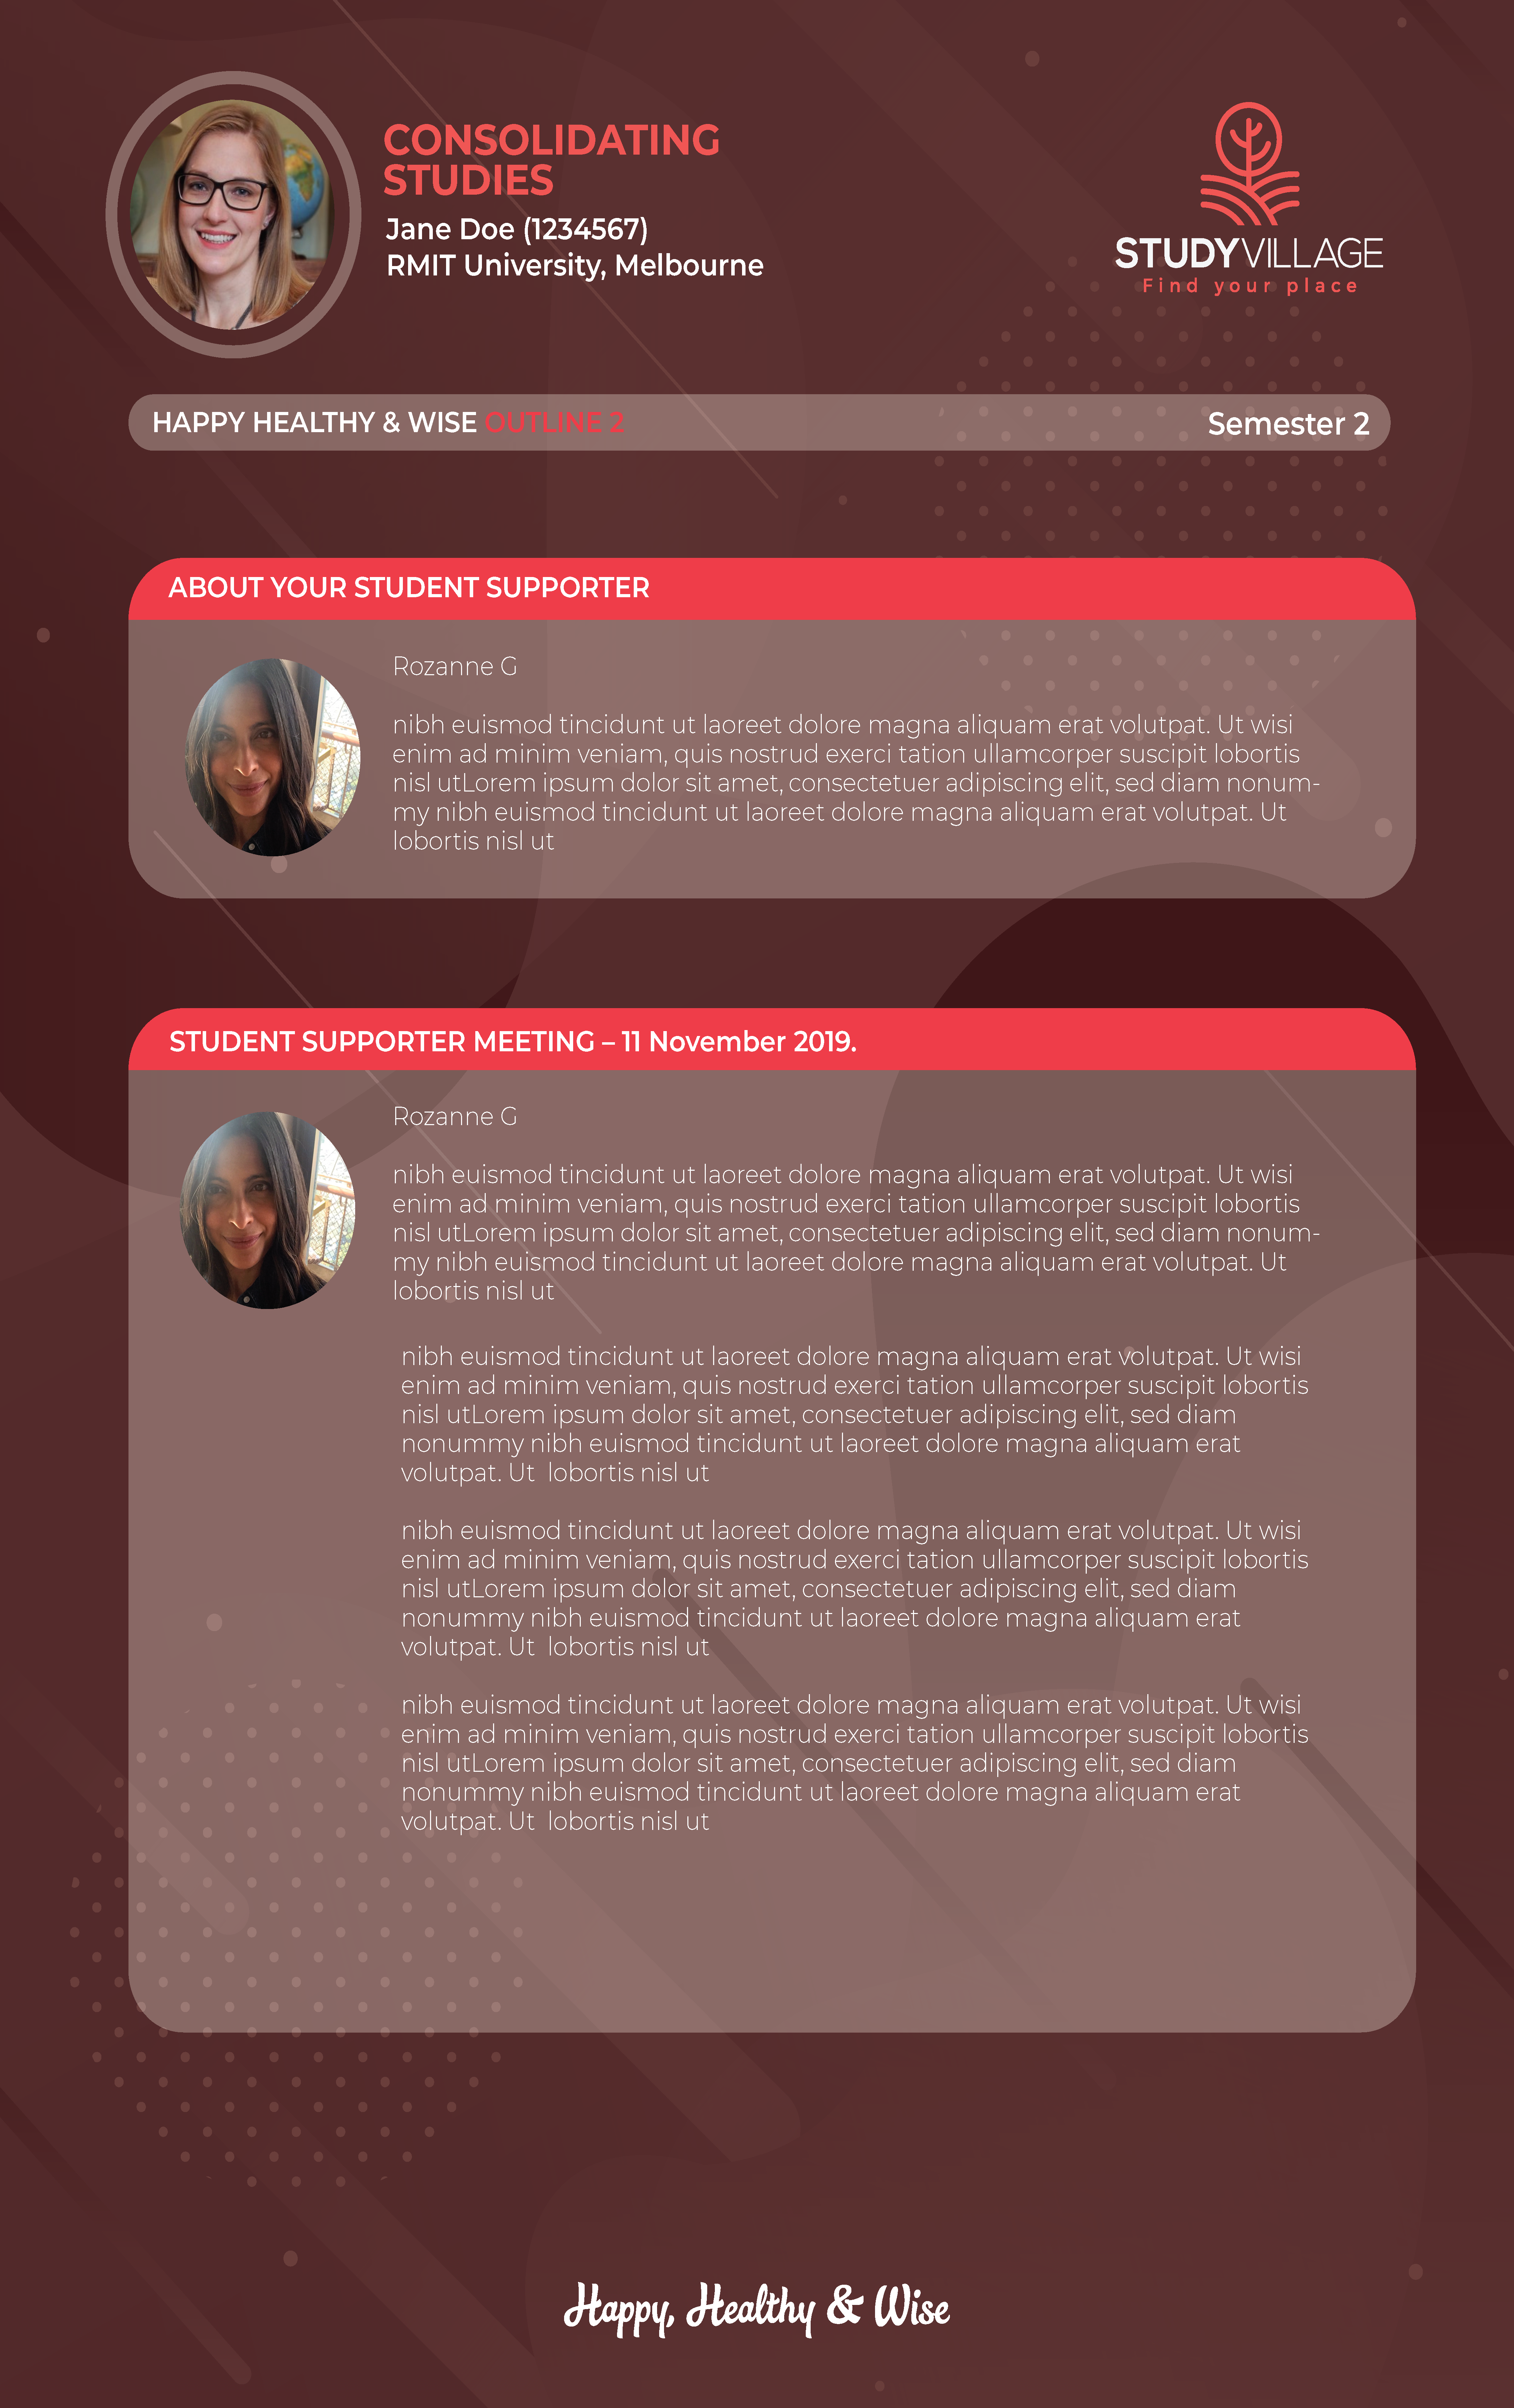 CONSOLIDATING
STUDIES
Jane Doe (1234567)
RMIT University, Melbourne
STUDYVILLAGE
Find your place
HAPPY HEALTHY & WISE OUTLINE 2
Semester 2
ABOUT YOUR STUDENT SUPPORTER
Rozanne G
nibh euismod tincidunt ut laoreet dolore magna aliquam erat volutpat. Ut wisi
enim ad minim veniam, quis nostrud exerci tation ullamcorper suscipit lobortis
nisl utLorem ipsum dolor sit amet, consectetuer adipiscing elit, sed diam nonum-
my nibh euismod tincidunt ut laoreet dolore magna aliquam erat volutpat. Ut
lobortis nisl ut
STUDENT SUPPORTER MEETING – 11 November 2019.
Rozanne G
nibh euismod tincidunt ut laoreet dolore magna aliquam erat volutpat. Ut wisi
enim ad minim veniam, quis nostrud exerci tation ullamcorper suscipit lobortis
nisl utLorem ipsum dolor sit amet, consectetuer adipiscing elit, sed diam nonum-
my nibh euismod tincidunt ut laoreet dolore magna aliquam erat volutpat. Ut
lobortis nisl ut
nibh euismod tincidunt ut laoreet dolore magna aliquam erat volutpat. Ut wisi
enim ad minim veniam, quis nostrud exerci tation ullamcorper suscipit lobortis
nisl utLorem ipsum dolor sit amet, consectetuer adipiscing elit, sed diam
nonummy nibh euismod tincidunt ut laoreet dolore magna aliquam erat
volutpat. Ut  lobortis nisl ut
nibh euismod tincidunt ut laoreet dolore magna aliquam erat volutpat. Ut wisi
enim ad minim veniam, quis nostrud exerci tation ullamcorper suscipit lobortis
nisl utLorem ipsum dolor sit amet, consectetuer adipiscing elit, sed diam
nonummy nibh euismod tincidunt ut laoreet dolore magna aliquam erat
volutpat. Ut  lobortis nisl ut
nibh euismod tincidunt ut laoreet dolore magna aliquam erat volutpat. Ut wisi
enim ad minim veniam, quis nostrud exerci tation ullamcorper suscipit lobortis
nisl utLorem ipsum dolor sit amet, consectetuer adipiscing elit, sed diam
nonummy nibh euismod tincidunt ut laoreet dolore magna aliquam erat
volutpat. Ut  lobortis nisl ut
Happy, Healthy & Wise